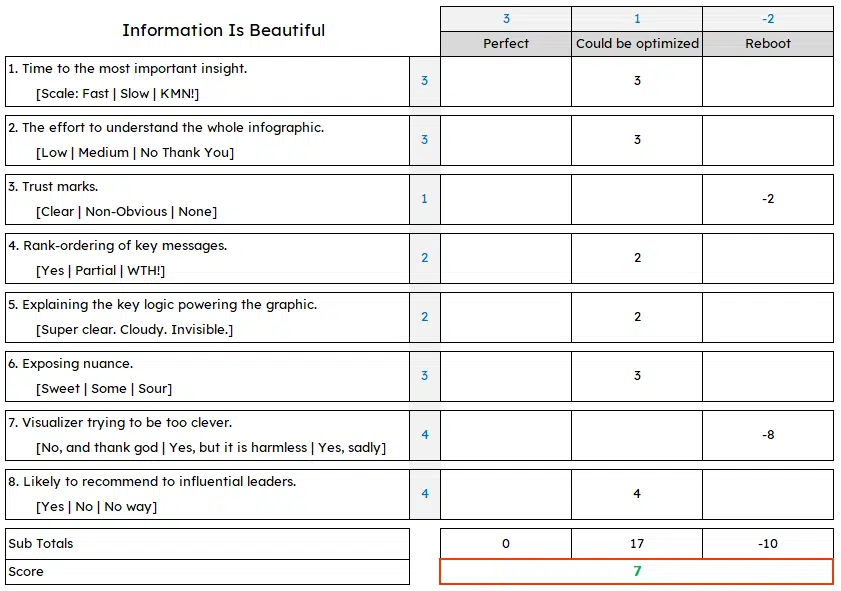 Information Is Beautiful
3 1 -2
Perfect Could be optimized Reboot
1. Time to the most important insight.
[Scale: Fast | Slow | KMN!]
3 3
2. The effort to understand the whole infographic.
[Low | Medium | No Thank You]
3 3
3. Trust marks.
[Clear | Non-Obvious | None]
1 -2
4. Rank-ordering of key messages.
[Yes | Partial | WTH!]
2 2
5. Explaining the key logic powering the graphic.
[Super clear. Cloudy. Invisible.]
2 2
6. Exposing nuance.
[Sweet | Some | Sour]
3 3
7. Visualizer trying to be too clever.
[No, and thank god | Yes, but it is harmless | Yes, sadly]
4 -8
8. Likely to recommend to influential leaders.
[Yes | No | No way]
4 4
Sub Totals 0 17 -10
Score 7